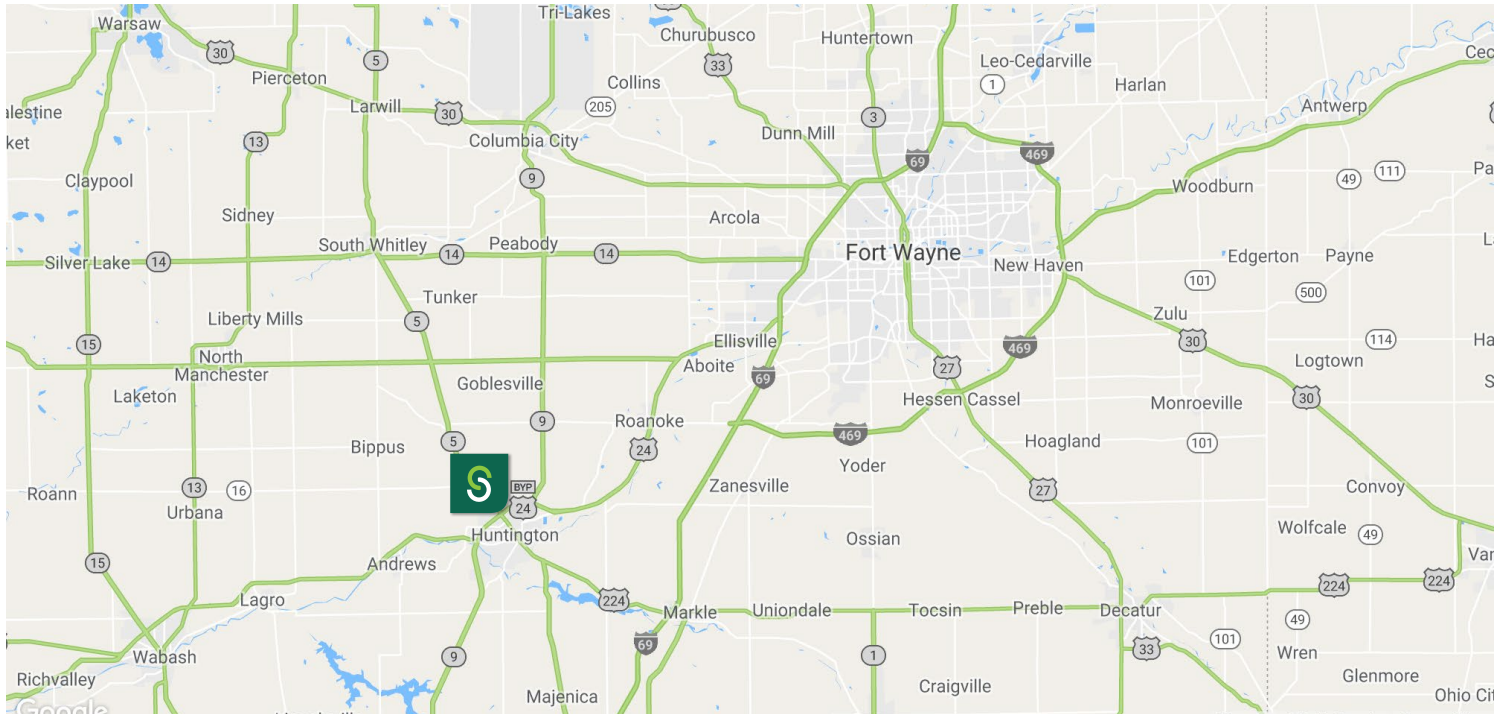 Tri-Lakes
Warsaw
Churubusco
Huntertown
30
5
33
Leo-Cedarville
Pierceton
Collins
1
Harlan
Larwill
205
Antwerp
alestine
30
3
ket
13
Columbia City
Dunn Mill
69
469
111
49
Claypool
9
Woodburn
Sidney
Arcola
South Whitley
Peabody
Fort Wayne
14
14
14
Silver Lake
New Haven
Edgerton
Payne
101
500
Tunker
Liberty Mills
5
Zulu
15
Ellisville
469
30
114
North
Manchester
Aboite
Logtown
27
69
Goblesville
Laketon
Hessen Cassel
30
Monroeville
9
Roanoke
469
Bippus
5
24
Hoagland
101
Yoder
S
BYP
24
Zanesville
13
16
27
Convoy
Roann
Urbana
Huntington
Ossian
Wolfcale
49
15
Andrews
Van
224
224
224
Lagro
Markle
Uniondale
Tocsin
Preble
Decatur
49
69
101
33
Wren
Wabash
9
1
Richvalley
Majenica
Craigville
Glenmore
Ohio Cit
Google